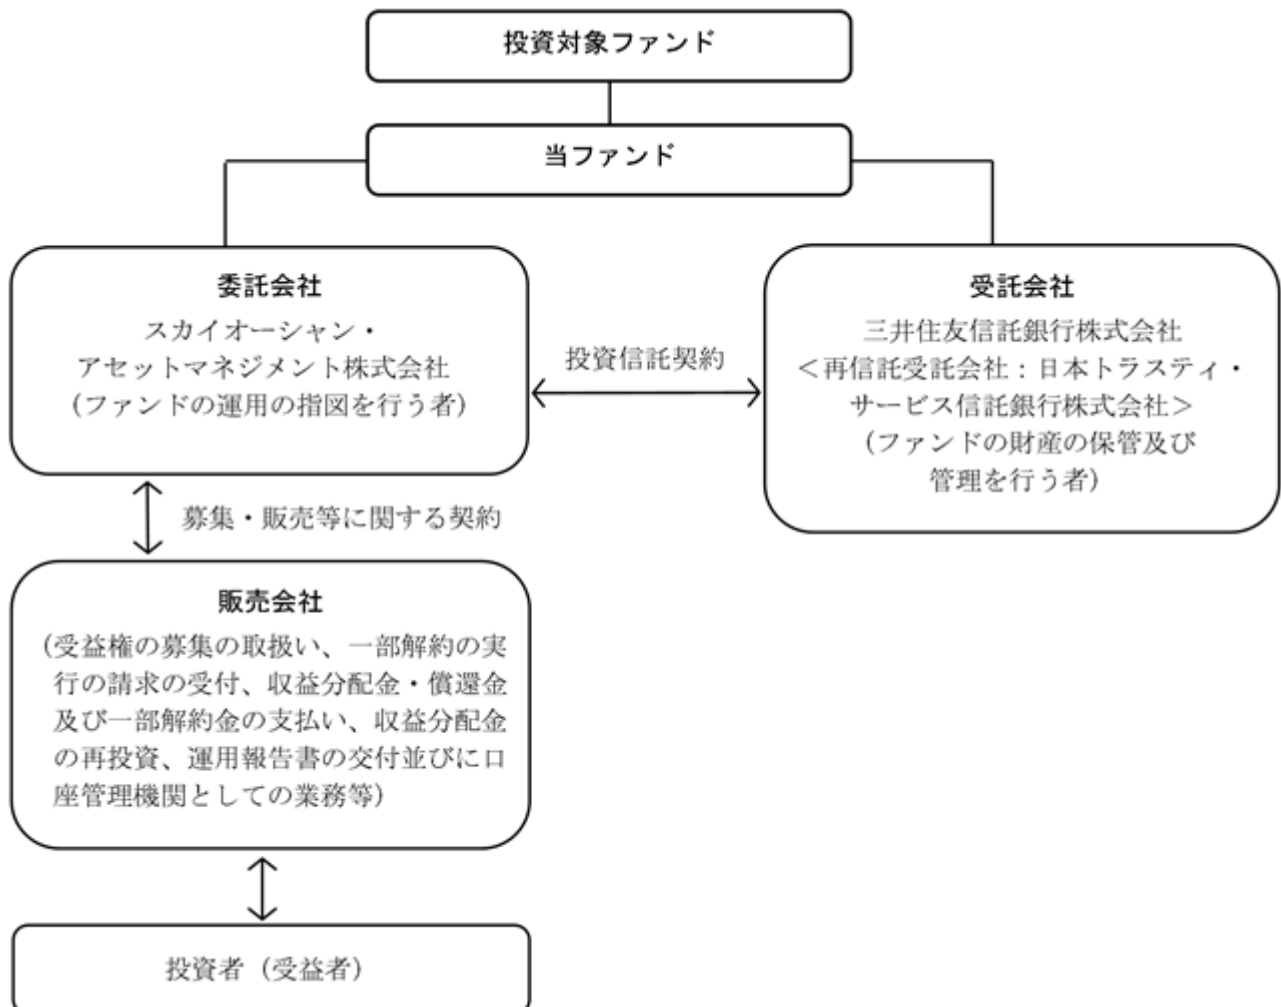 投資対象ファンド
当ファンド
委託会社
スカイオーシャン・
アセットマネジメント株式会社
（ファンドの運用の指図を行う者）
投資信託契約
受託会社
三井住友信託銀行株式会社
＜再信託受託会社：日本トラスティ・
サービス信託銀行株式会社＞
（ファンドの財産の保管及び
管理を行う者）
募集・販売等に関する契約
販売会社
（受益権の募集の取扱い、一部解約の実
行の請求の受付、収益分配金・償還金
及び一部解約金の支払い、収益分配金
の再投資、運用報告書の交付並びに口
座管理機関としての業務等）
投資者（受益者）